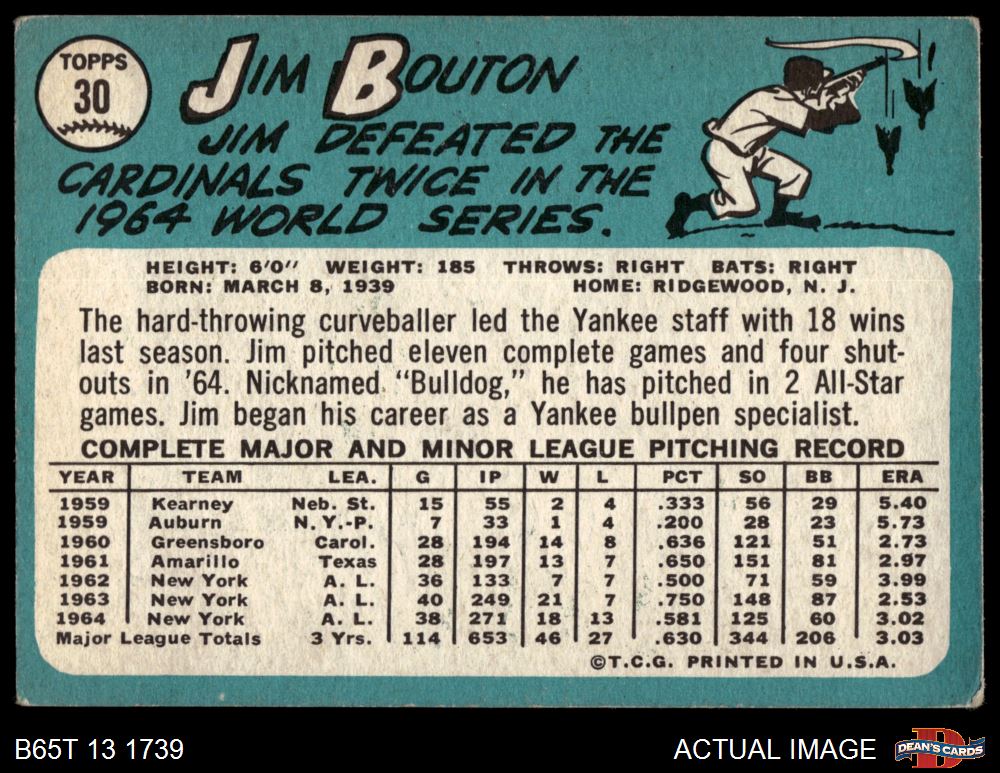 TOPPS
30
JIM BOUTON
JIM DEFEATED THE
CARDINALS TWICE IN THE
1964 WORLD SERIES.
HEIGHT: 6'0" WEIGHT: 185 THROWS: RIGHT BATS: RIGHT
BORN: MARCH 8, 1939 HOME: RIDGEWOOD, N. J.
The hard-throwing curveballer led the Yankee staff with 18 wins
last season. Jim pitched eleven complete games and four shut-
outs in '64. Nicknamed "Bulldog," he has pitched in 2 All-Star
games. Jim began his career as a Yankee bullpen specialist.
COMPLETE MAJOR AND MINOR LEAGUE PITCHING RECORD
YEAR TEAM LEA. G IP W L PCT SO BB ERA
1959 Kearney Neb. St. 15 55 2 4 .333 56 29 5.40
1959 Auburn N.Y.-P. 7 33 1 4 .200 28 23 5.73
1960 Greensboro Carol. 28 194 14 8 .636 121 51 2.73
1961 Amarillo Texas 28 197 13 7 .650 151 81 2.97
1962 New York A. L. 36 133 7 7 .500 71 59 3.99
1963 New York A. L. 40 249 21 7 .750 148 87 2.53
1964 New York A. L. 38 271 18 13 .581 125 60 3.02
Major League Totals 3 Yrs. 114 653 46 27 .630 344 206 3.03
©T.C.G. PRINTED IN U.S.A.
B65T 13 1739 ACTUAL IMAGE
D
DEAN'S CARDS